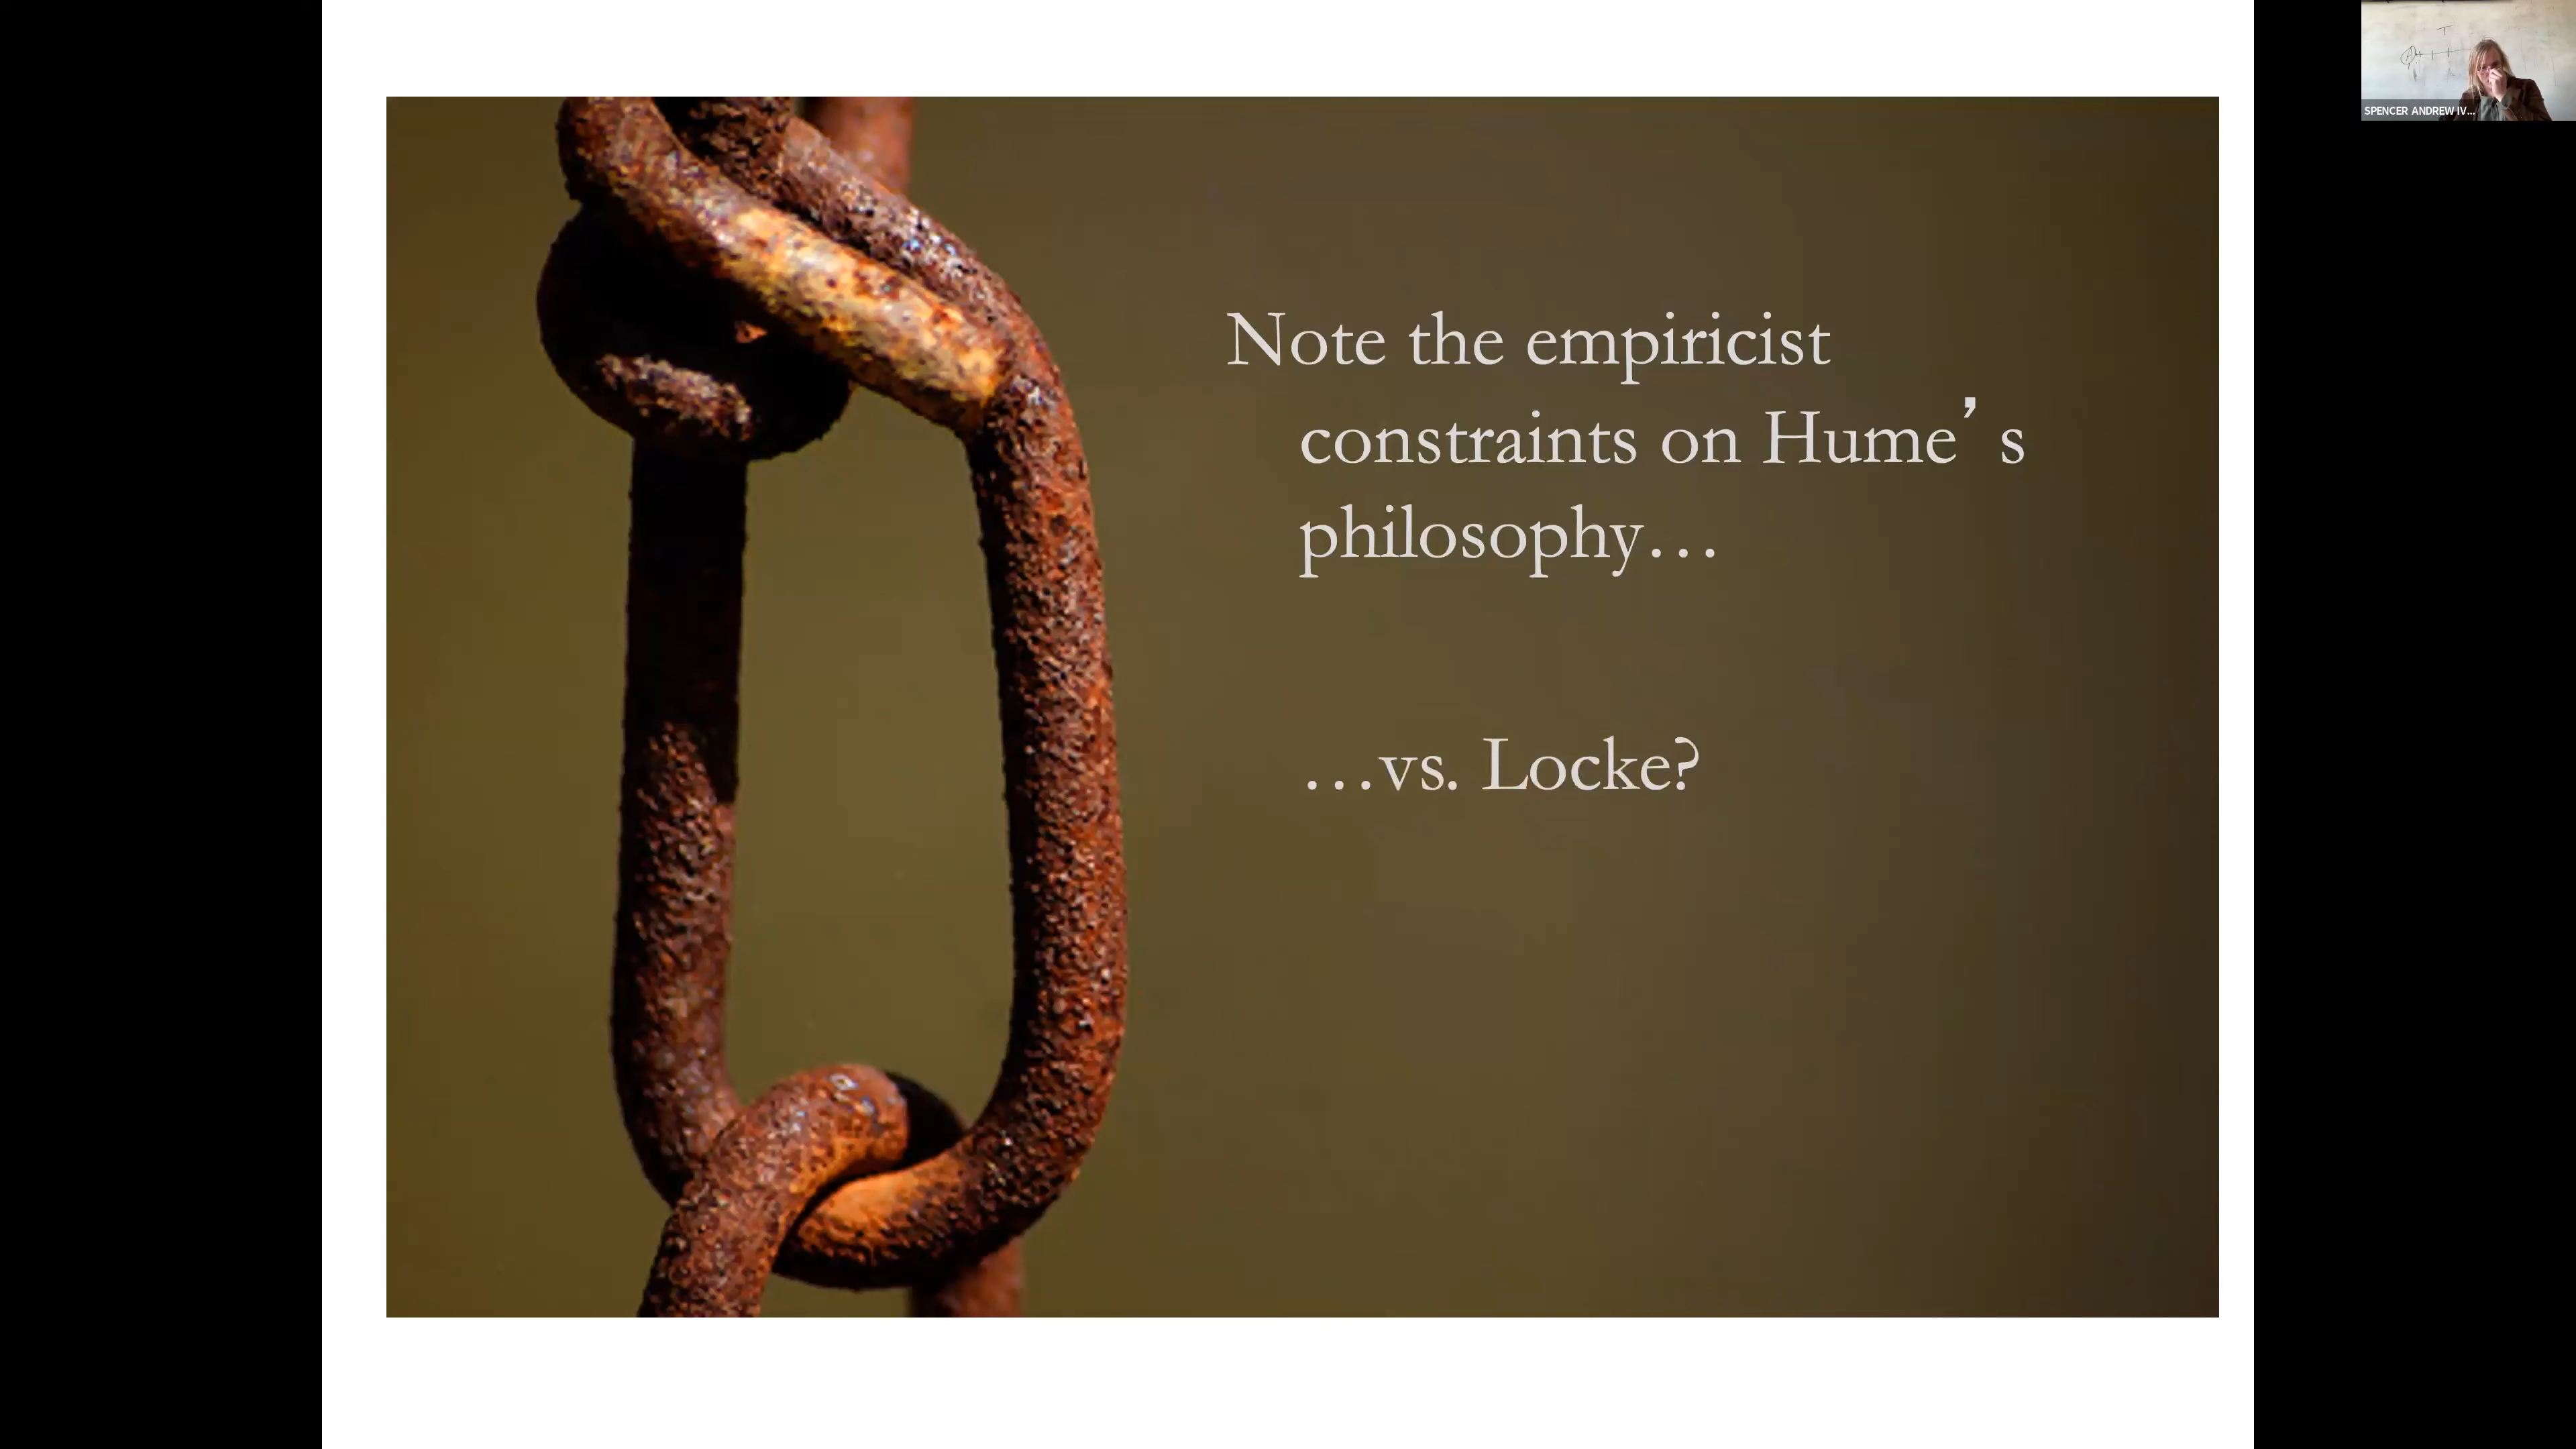 SPENCER ANDREW IV...
Note the empiricist
constraints on Hume’s
philosophy…
…vs. Locke?